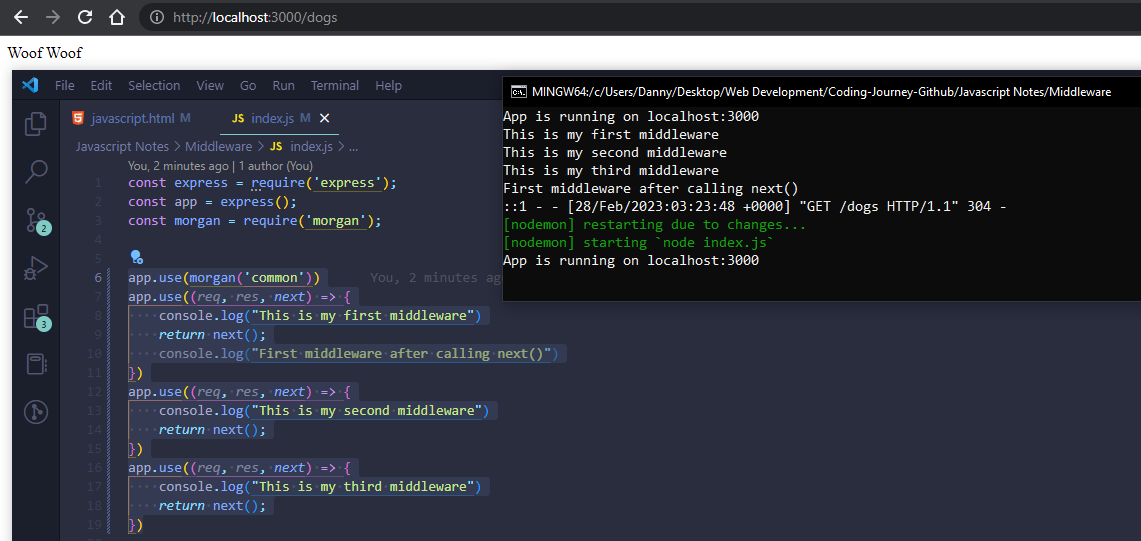 http://localhost:3000/dogs
Woof Woof
File Edit Selection View Go Run Terminal Help
javascript.html M
JS index.js M
Javascript Notes > Middleware > JS index.js > ...
You, 2 minutes ago | 1 author (You)
1 const express = require('express');
2 const app = express();
3 const morgan = require('morgan');
4
5
6 app.use(morgan('common')) You, 2 minutes ag
7 app.use((req, res, next) => {
8 console.log("This is my first middleware")
9 return next();
10 console.log("First middleware after calling next()")
11 })
12 app.use((req, res, next) => {
13 console.log("This is my second middleware")
14 return next();
15 })
16 app.use((req, res, next) => {
17 console.log("This is my third middleware")
18 return next();
19 })
2
3
MINGW64:/c/Users/Danny/Desktop/Web Development/Coding-Journey-Github/Javascript Notes/Middleware
App is running on localhost:3000
This is my first middleware
This is my second middleware
This is my third middleware
First middleware after calling next()
::1 - - [28/Feb/2023:03:23:48 +0000] "GET /dogs HTTP/1.1" 304 -
[nodemon] restarting due to changes...
[nodemon] starting `node index.js`
App is running on localhost:3000